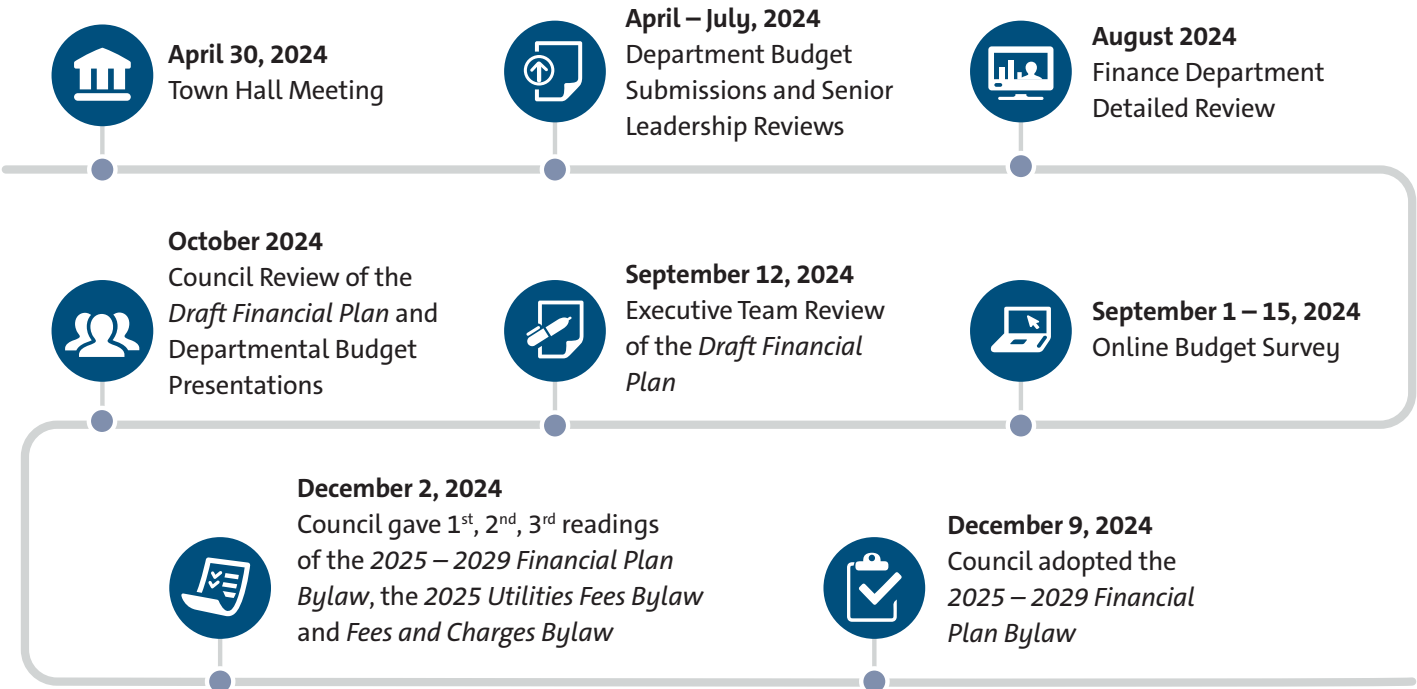 April 30, 2024
Town Hall Meeting
April – July, 2024
Department Budget
Submissions and Senior
Leadership Reviews
August 2024
Finance Department
Detailed Review
September 1 – 15, 2024
Online Budget Survey
September 12, 2024
Executive Team Review
of the Draft Financial
Plan
October 2024
Council Review of the
Draft Financial Plan and
Departmental Budget
Presentations
December 2, 2024
Council gave 1st, 2nd, 3rd readings
of the 2025 – 2029 Financial Plan
Bylaw, the 2025 Utilities Fees Bylaw
and Fees and Charges Bylaw
December 9, 2024
Council adopted the
2025 – 2029 Financial
Plan Bylaw